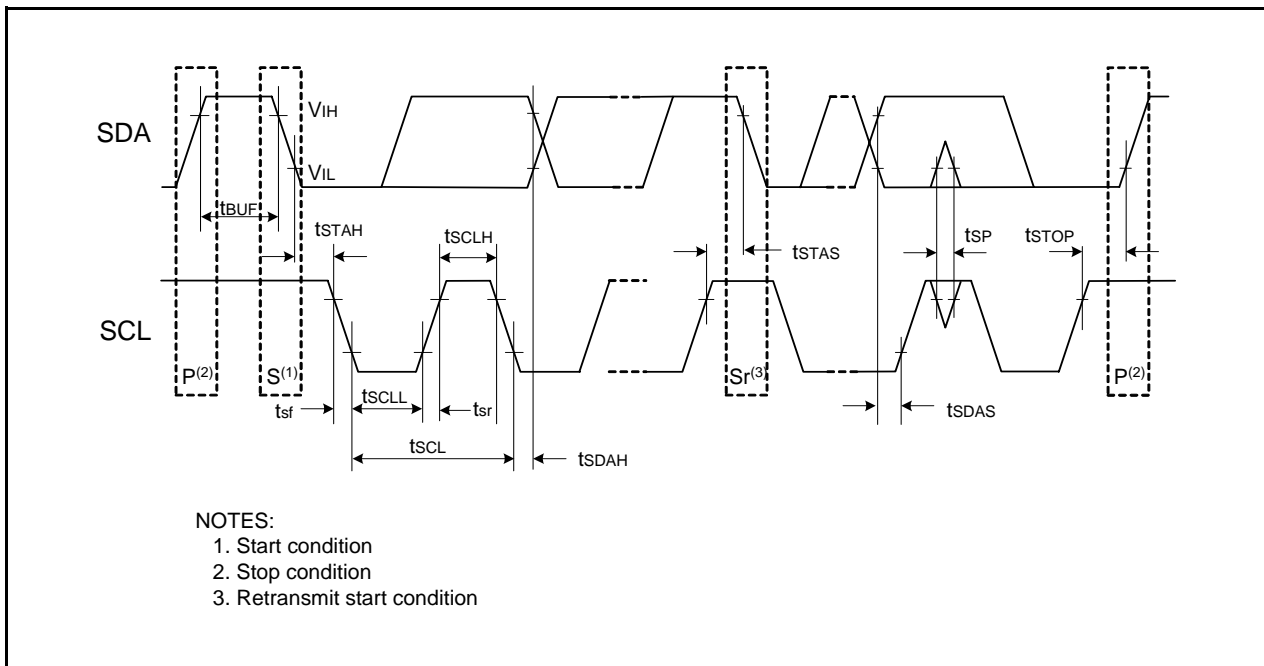 SDA
VIH
VIL
tBUF
tSTAH
tSCLH
tSTAS
tSP
tSTOP
SCL
P(2)
S(1)
Sr(3)
P(2)
tsf
tSCLL
tsr
tSDAS
tSCL
tSDAH
NOTES:
1. Start condition
2. Stop condition
3. Retransmit start condition